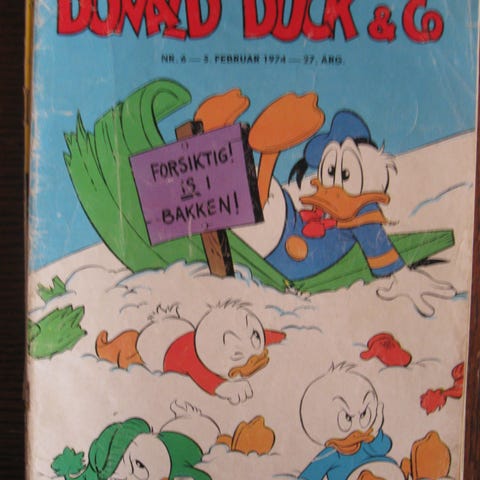 DONALD DUCK & Co
NR. 6 — 5. FEBRUAR 1974 — 27. ÅRG.
FORSIKTIG!
IS I
BAKKEN!